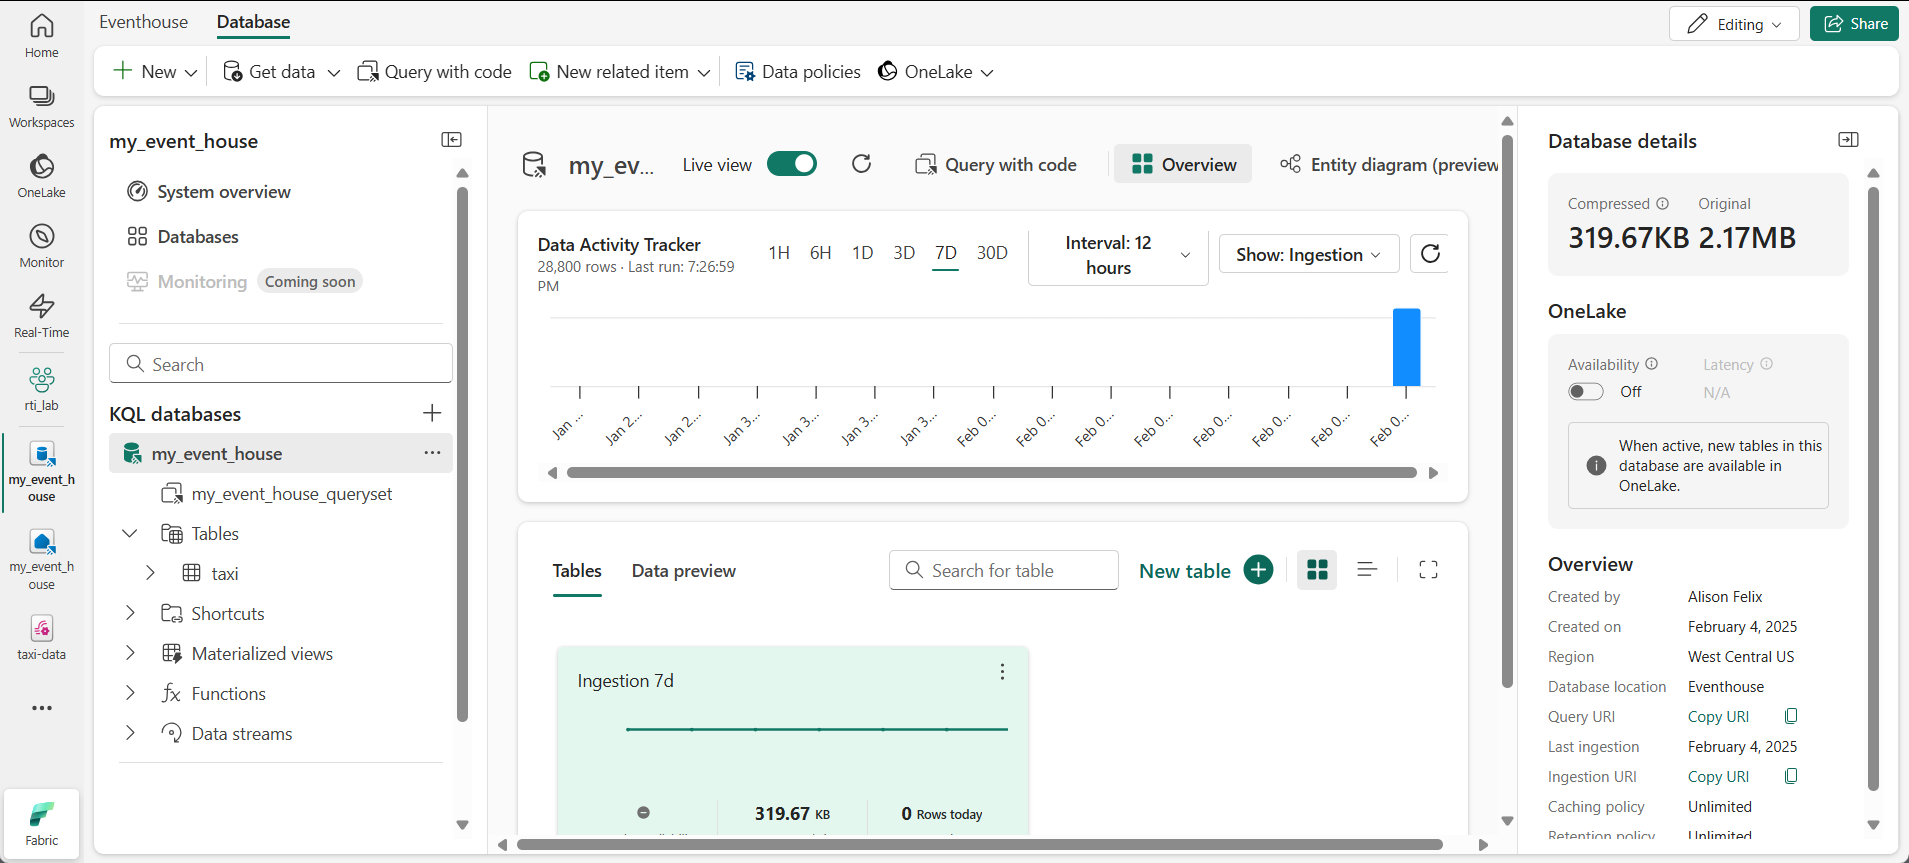 Home
Workspaces
OneLake
Monitor
Real-Time
rti_lab
my_event_h
ouse
my_event_h
ouse
taxi-data
Fabric
Eventhouse Database
Editing Share
New Get data Query with code New related item Data policies OneLake
my_event_house
System overview
Databases
Monitoring Coming soon
Search
KQL databases
my_event_house
my_event_house_queryset
Tables
taxi
Shortcuts
Materialized views
Functions
Data streams
my_ev... Live view Query with code Overview Entity diagram (preview
Data Activity Tracker
28,800 rows · Last run: 7:26:59
PM
1H 6H 1D 3D 7D 30D
Interval: 12
hours
Show: Ingestion
Jan ... Jan 2... Jan 2... Jan 3... Jan 3... Jan 3... Jan 3... Feb 0... Feb 0... Feb 0... Feb 0... Feb 0... Feb 0... Feb 0... Feb 0...
Tables Data preview Search for table New table
Ingestion 7d
319.67 KB 0 Rows today
Database details
Compressed Original
319.67KB 2.17MB
OneLake
Availability Latency
Off N/A
When active, new tables in this
database are available in
OneLake.
Overview
Created by Alison Felix
Created on February 4, 2025
Region West Central US
Database location Eventhouse
Query URI Copy URI
Last ingestion February 4, 2025
Ingestion URI Copy URI
Caching policy Unlimited
Retention policy Unlimited